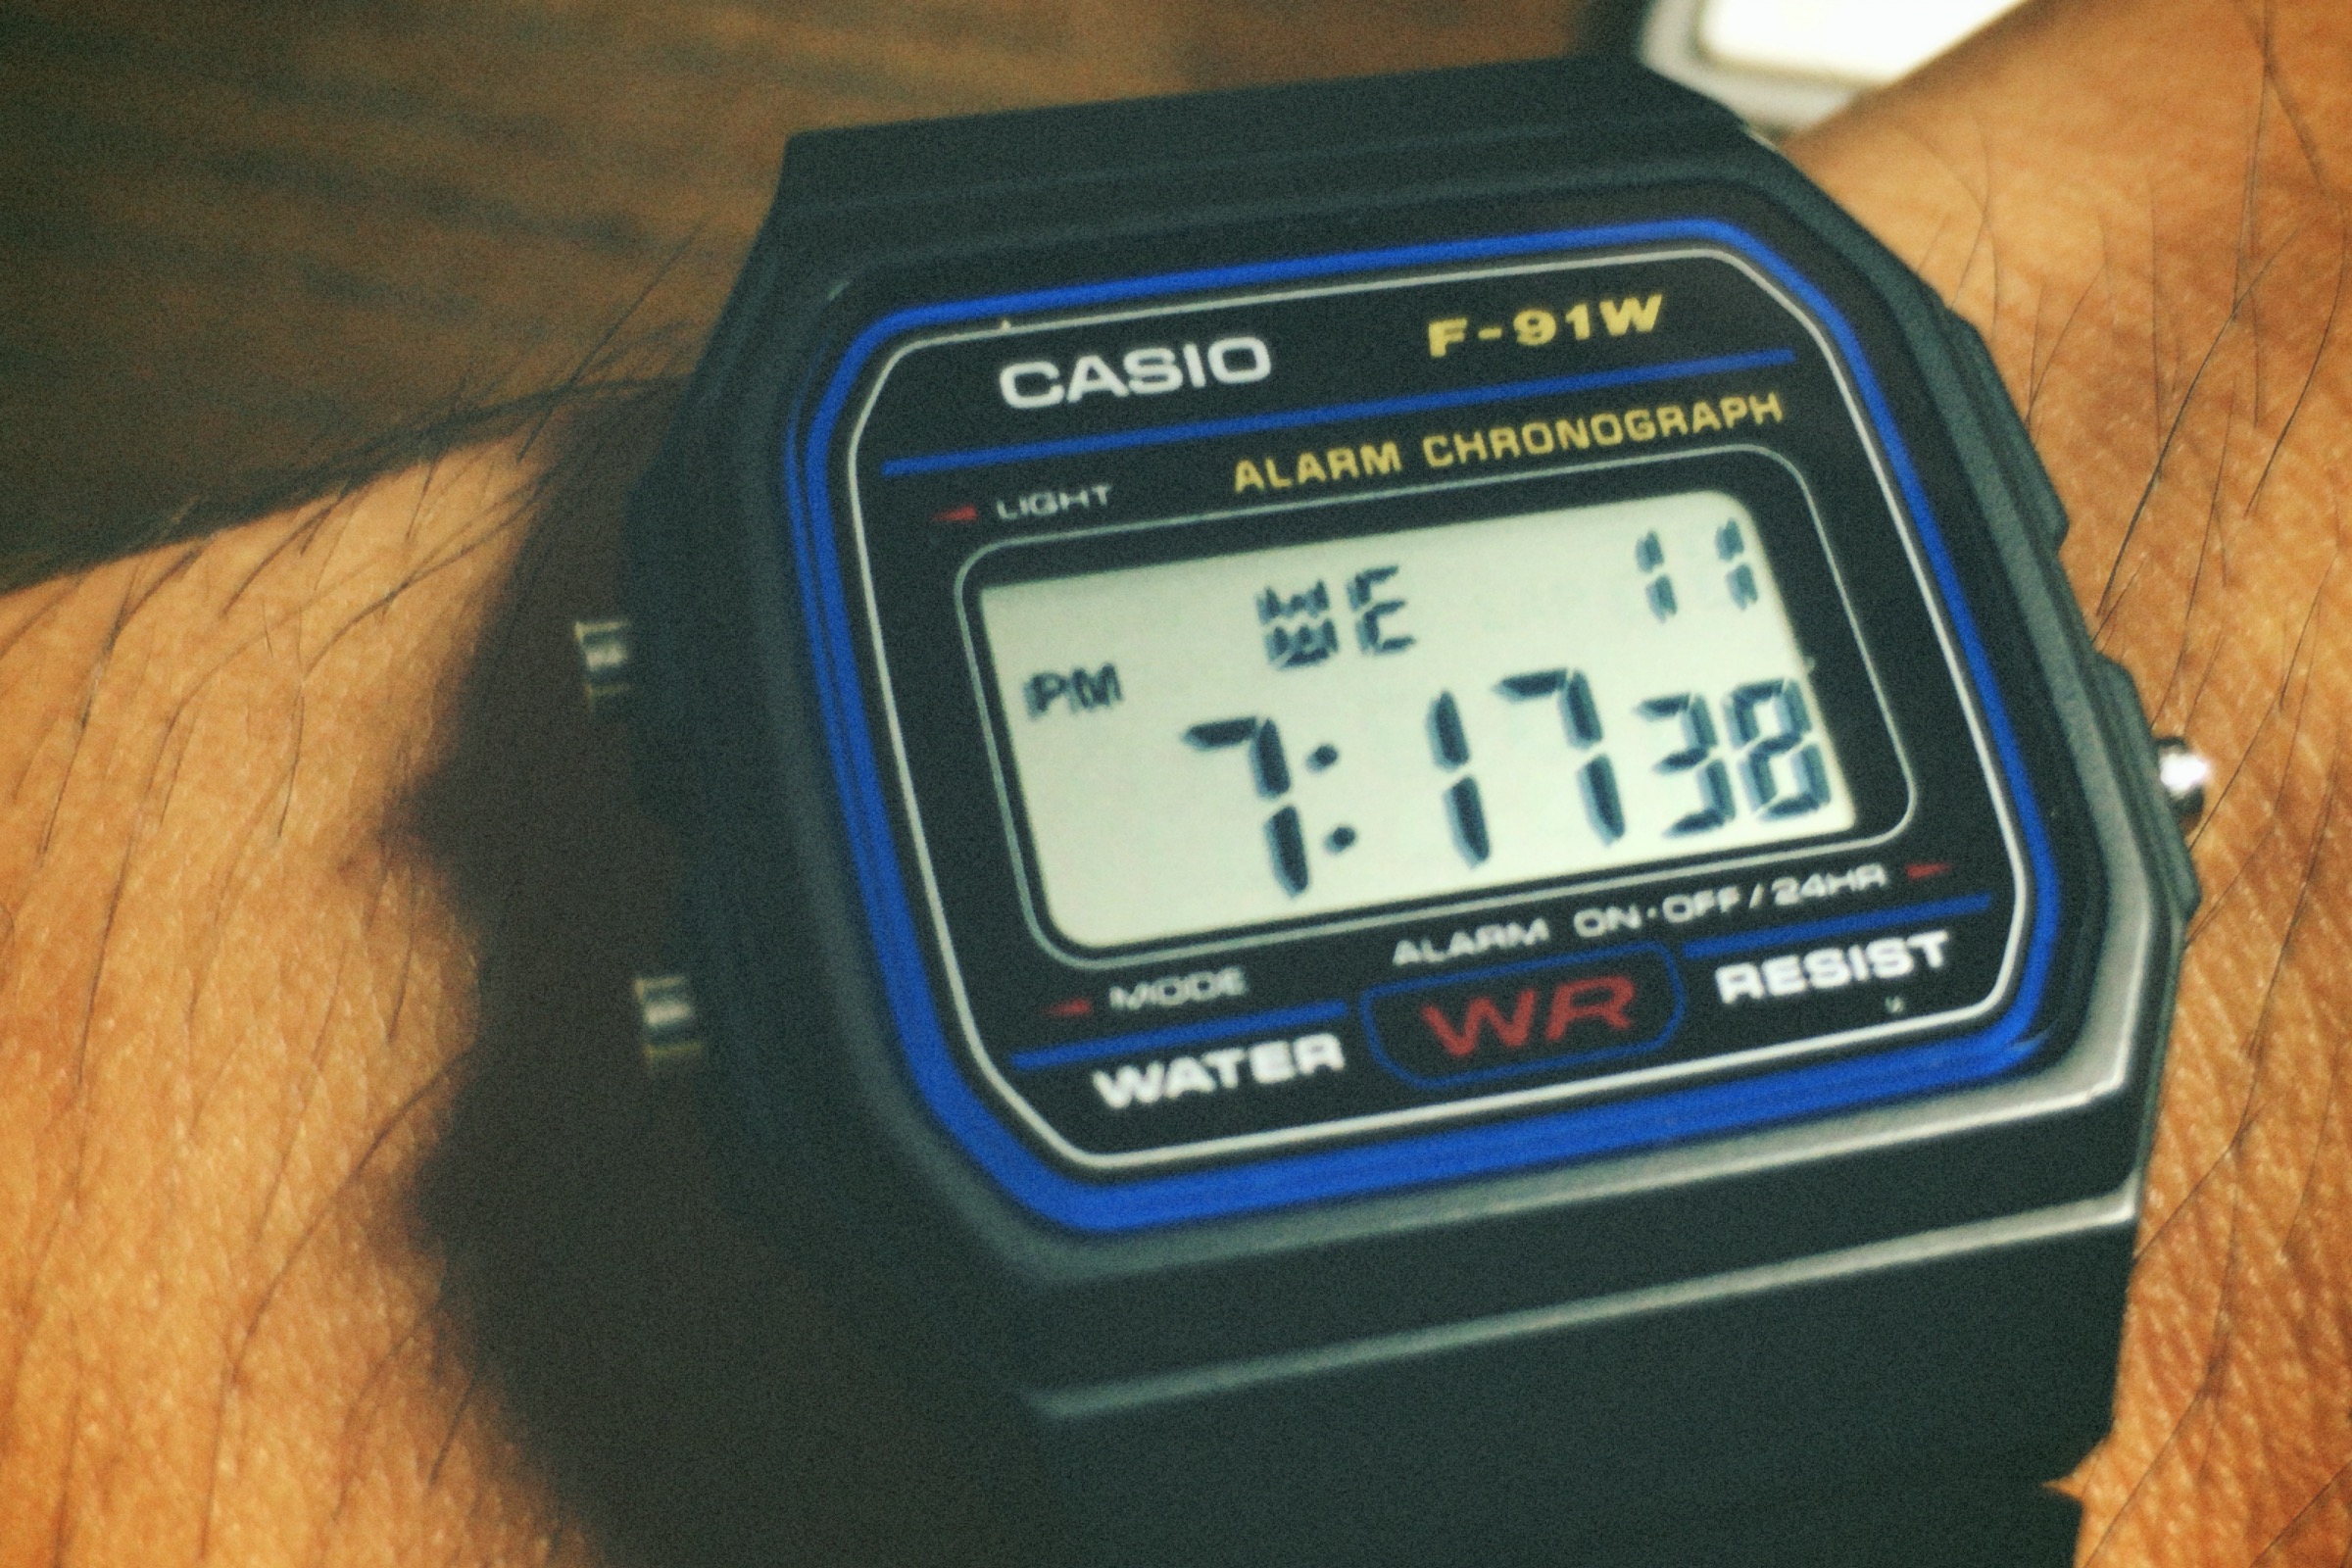 CASIO F-91W
ALARM CHRONOGRAPH
LIGHT
WE 11
PM
7:17 38
ALARM ON·OFF/24HR
MODE
WATER WR RESIST